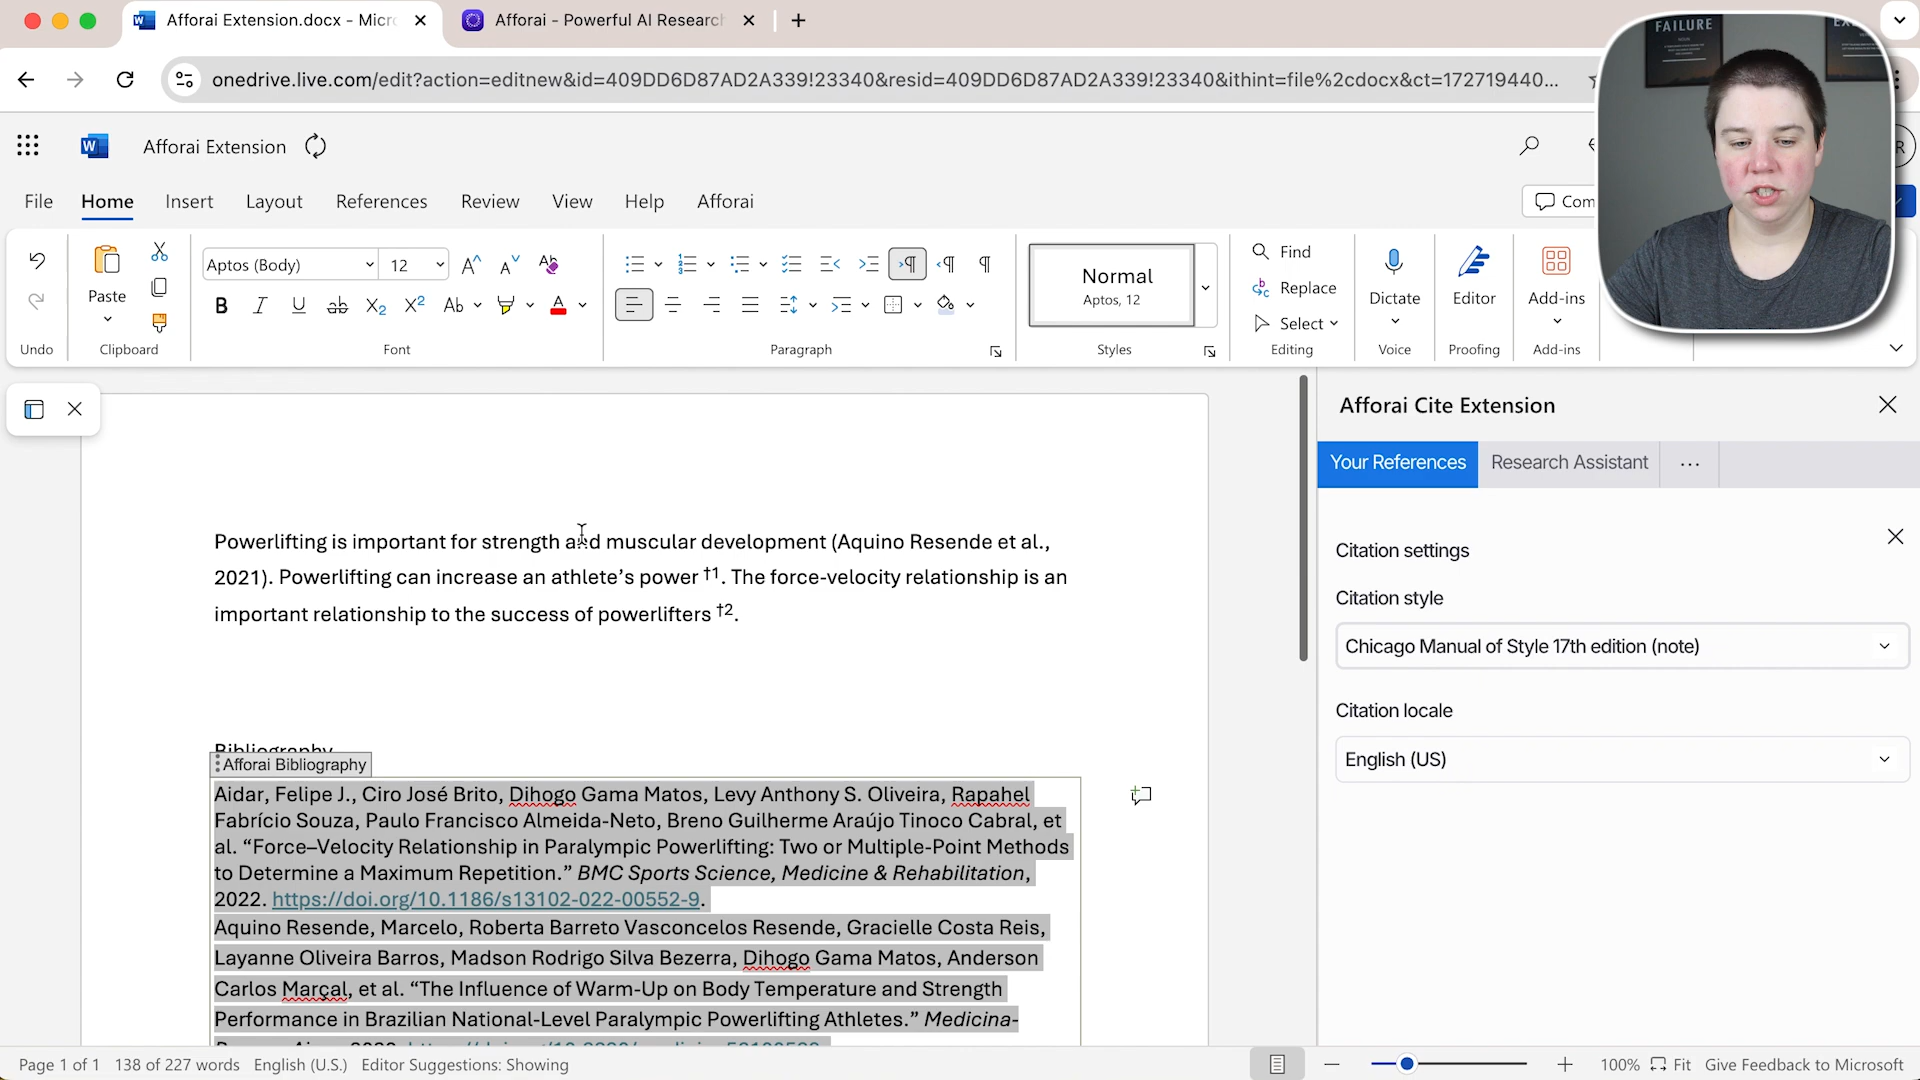 Afforai Extension.docx - Micro
Afforai - Powerful AI Research
onedrive.live.com/edit?action=editnew&id=409DD6D87AD2A339!23340&resid=409DD6D87AD2A339!23340&ithint=file%2cdocx&ct=172719440...
FAILURE
W
Afforai Extension
R
File
Home
Insert
Layout
References
Review
View
Help
Afforai
Com
Aptos (Body)
12
Paste
Normal
Aptos, 12
Find
Replace
Select
Dictate
Editor
Add-ins
Undo
Clipboard
Font
Paragraph
Styles
Editing
Voice
Proofing
Add-ins
Afforai Cite Extension
Your References
Research Assistant
...
Citation settings
Citation style
Chicago Manual of Style 17th edition (note)
Citation locale
English (US)
Powerlifting is important for strength and muscular development (Aquino Resende et al.,
2021). Powerlifting can increase an athlete’s power †1. The force-velocity relationship is an
important relationship to the success of powerlifters †2.
Bibliography
Afforai Bibliography
Aidar, Felipe J., Ciro José Brito, Dihogo Gama Matos, Levy Anthony S. Oliveira, Rapahel
Fabrício Souza, Paulo Francisco Almeida-Neto, Breno Guilherme Araújo Tinoco Cabral, et
al. “Force–Velocity Relationship in Paralympic Powerlifting: Two or Multiple-Point Methods
to Determine a Maximum Repetition.” BMC Sports Science, Medicine & Rehabilitation,
2022. https://doi.org/10.1186/s13102-022-00552-9.
Aquino Resende, Marcelo, Roberta Barreto Vasconcelos Resende, Gracielle Costa Reis,
Layanne Oliveira Barros, Madson Rodrigo Silva Bezerra, Dihogo Gama Matos, Anderson
Carlos Marçal, et al. “The Influence of Warm-Up on Body Temperature and Strength
Performance in Brazilian National-Level Paralympic Powerlifting Athletes.” Medicina-
Page 1 of 1
138 of 227 words
English (U.S.)
Editor Suggestions: Showing
100%
Fit
Give Feedback to Microsoft